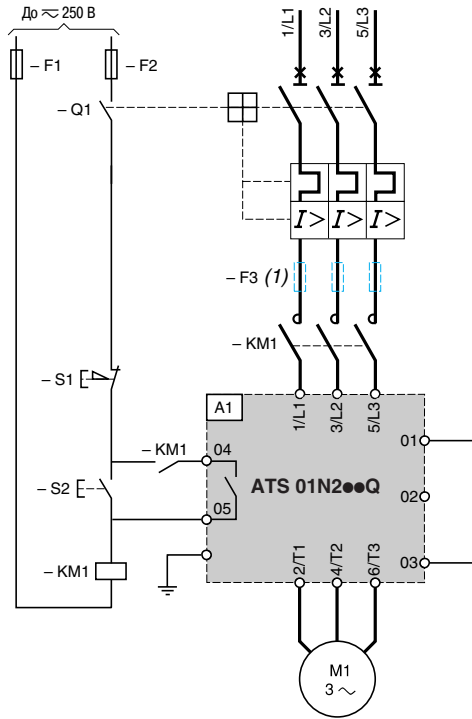 До ≂ 250 В
– F1
– F2
– Q1
1/L1
3/L2
5/L3
I>
I>
I>
– F3 (1)
– KM1
– S1
A1
1/L1
3/L2
5/L3
– KM1
04
01
ATS 01N2●●Q
– S2
05
02
– KM1
03
2/T1
4/T2
6/T3
M1
3 ~